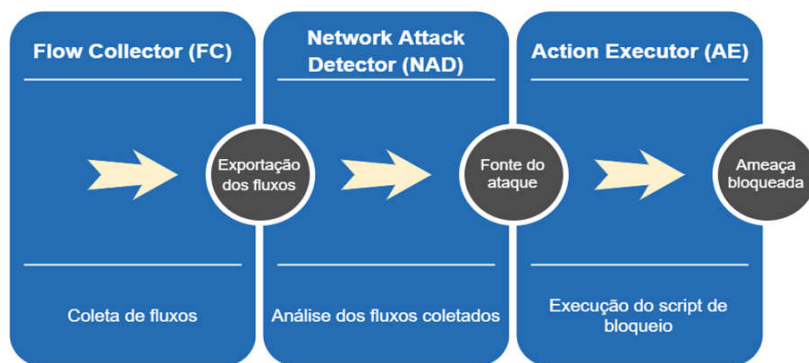 Flow Collector (FC)
Exportação
dos fluxos
Coleta de fluxos
Network Attack
Detector (NAD)
Fonte do
ataque
Análise dos fluxos coletados
Action Executor (AE)
Ameaça
bloqueada
Execução do script de
bloqueio